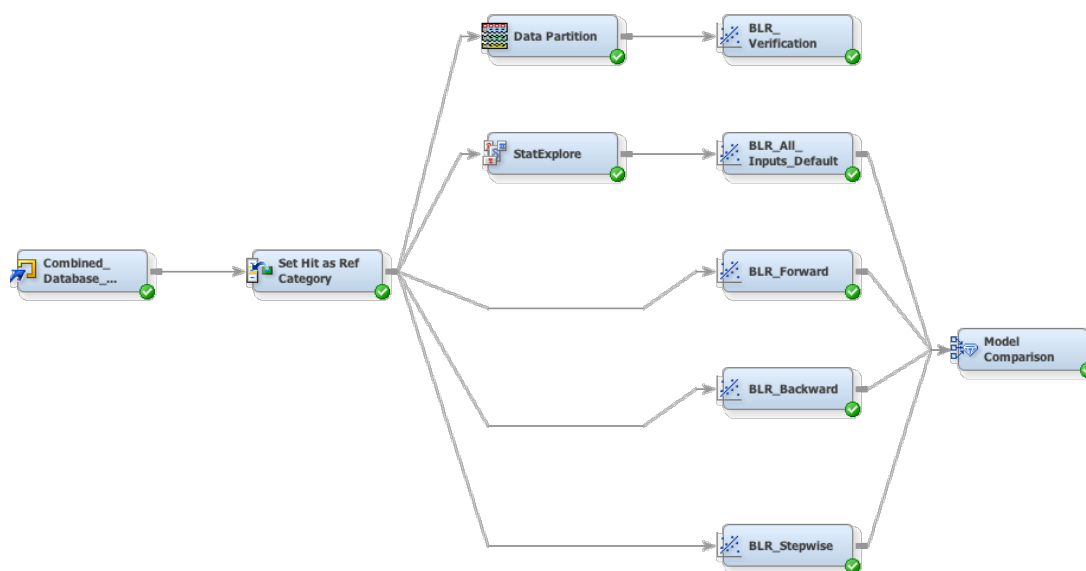 Data Partition
BLR_
Verification
StatExplore
BLR_All_
Inputs_Default
Combined_
Database_...
Set Hit as Ref
Category
BLR_Forward
Model
Comparison
BLR_Backward
BLR_Stepwise